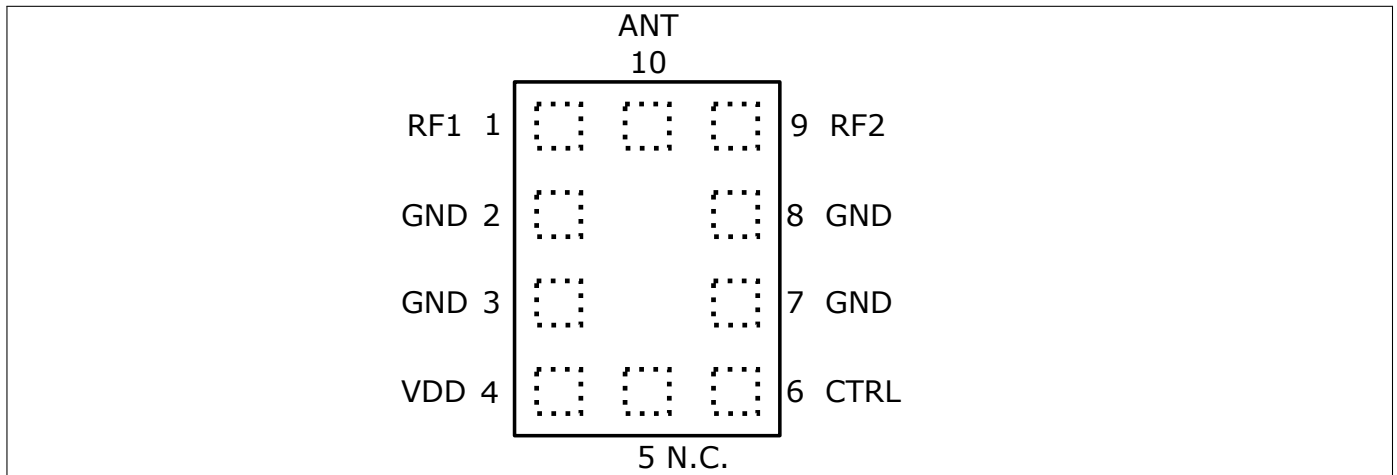 ANT
10
RF1 1 9 RF2
GND 2 8 GND
GND 3 7 GND
VDD 4 6 CTRL
5 N.C.